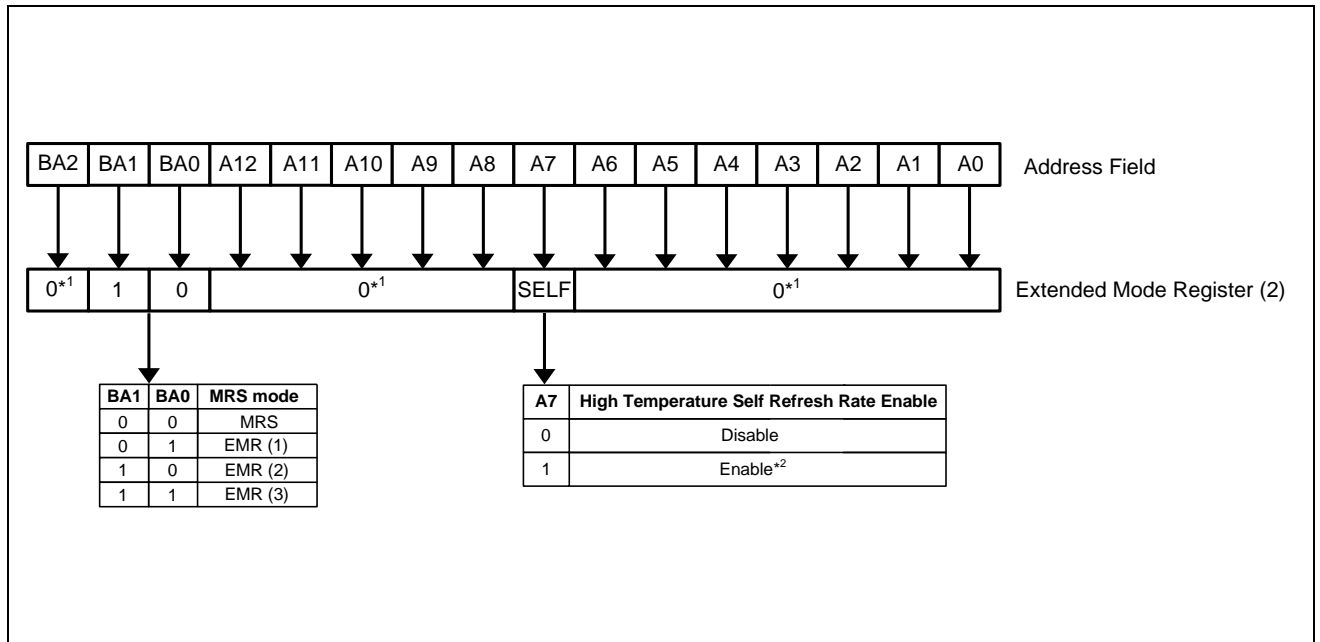 BA2 BA1 BA0 A12 A11 A10 A9 A8 A7 A6 A5 A4 A3 A2 A1 A0 Address Field
0*1 1 0 0*1 SELF 0*1 Extended Mode Register (2)
BA1 BA0 MRS mode
0 0 MRS
0 1 EMR (1)
1 0 EMR (2)
1 1 EMR (3)
A7 High Temperature Self Refresh Rate Enable
0 Disable
1 Enable*2